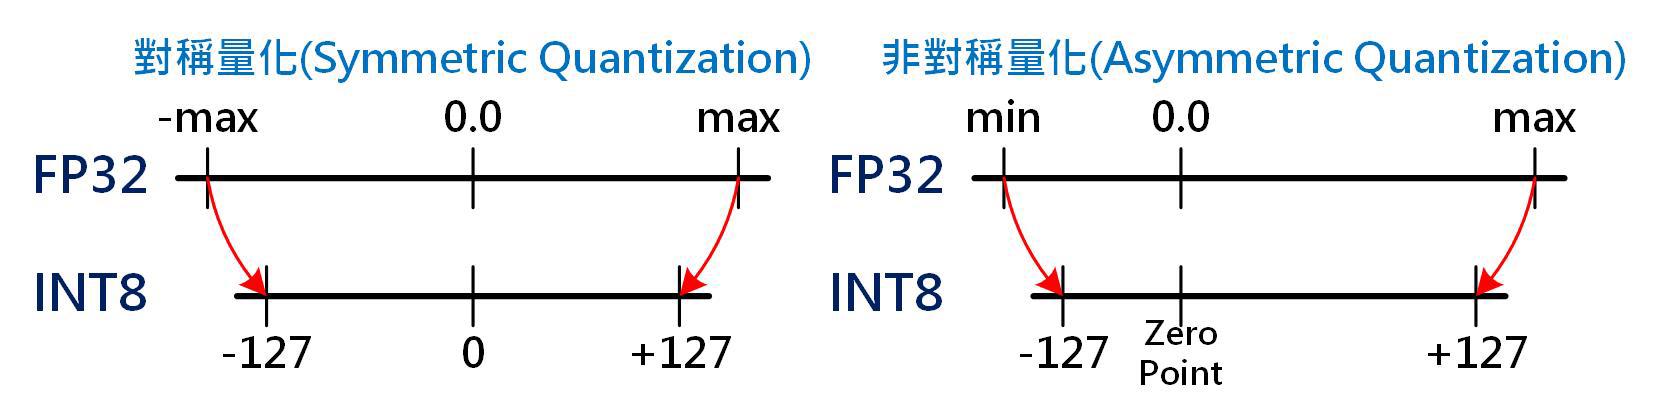 對稱量化(Symmetric Quantization)
-max 0.0 max
FP32
INT8
-127 0 +127
非對稱量化(Asymmetric Quantization)
min 0.0 max
FP32
INT8
-127 Zero Point +127